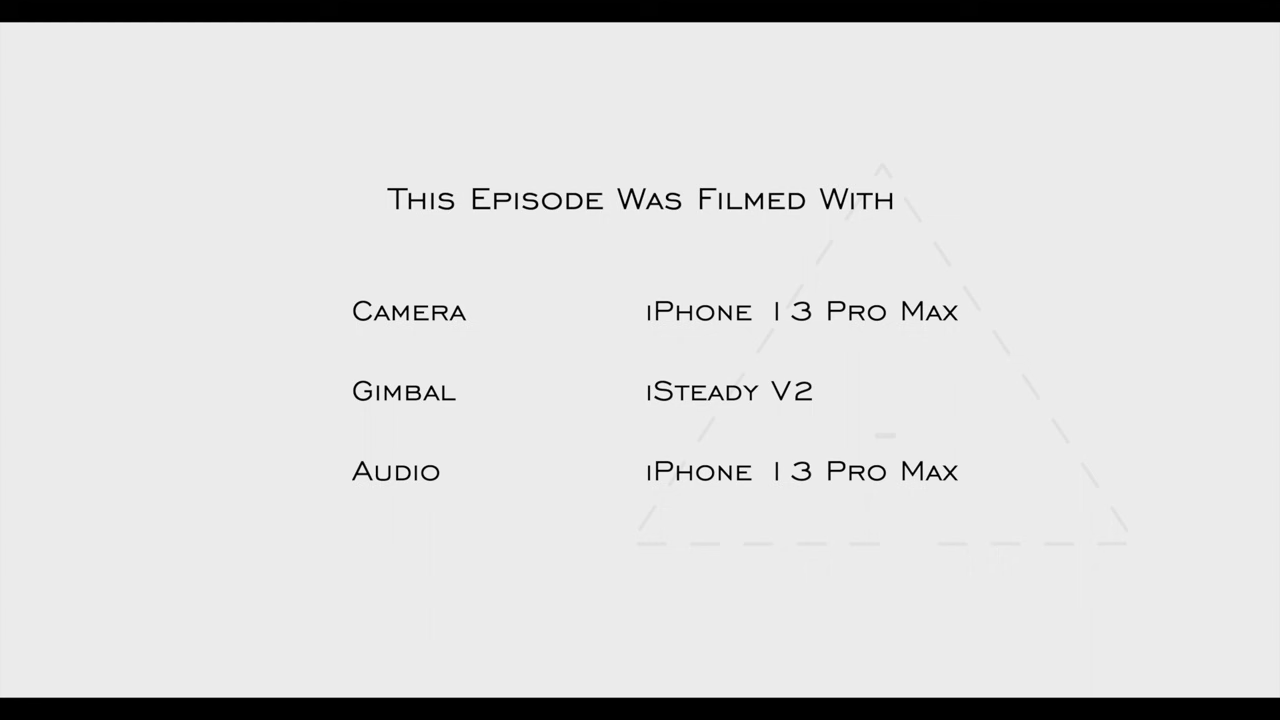 This Episode Was Filmed With
Camera iPhone 13 Pro Max
Gimbal iSteady V2
Audio iPhone 13 Pro Max